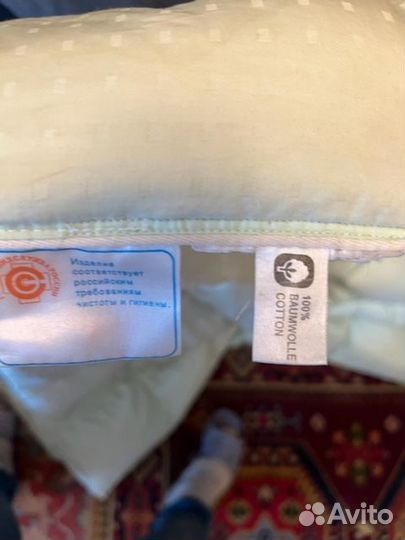 Изделие
соответствует
российским
требованиям
чистоты и гигиены.
100%
BAUMWOLLE
COTTON
Avito